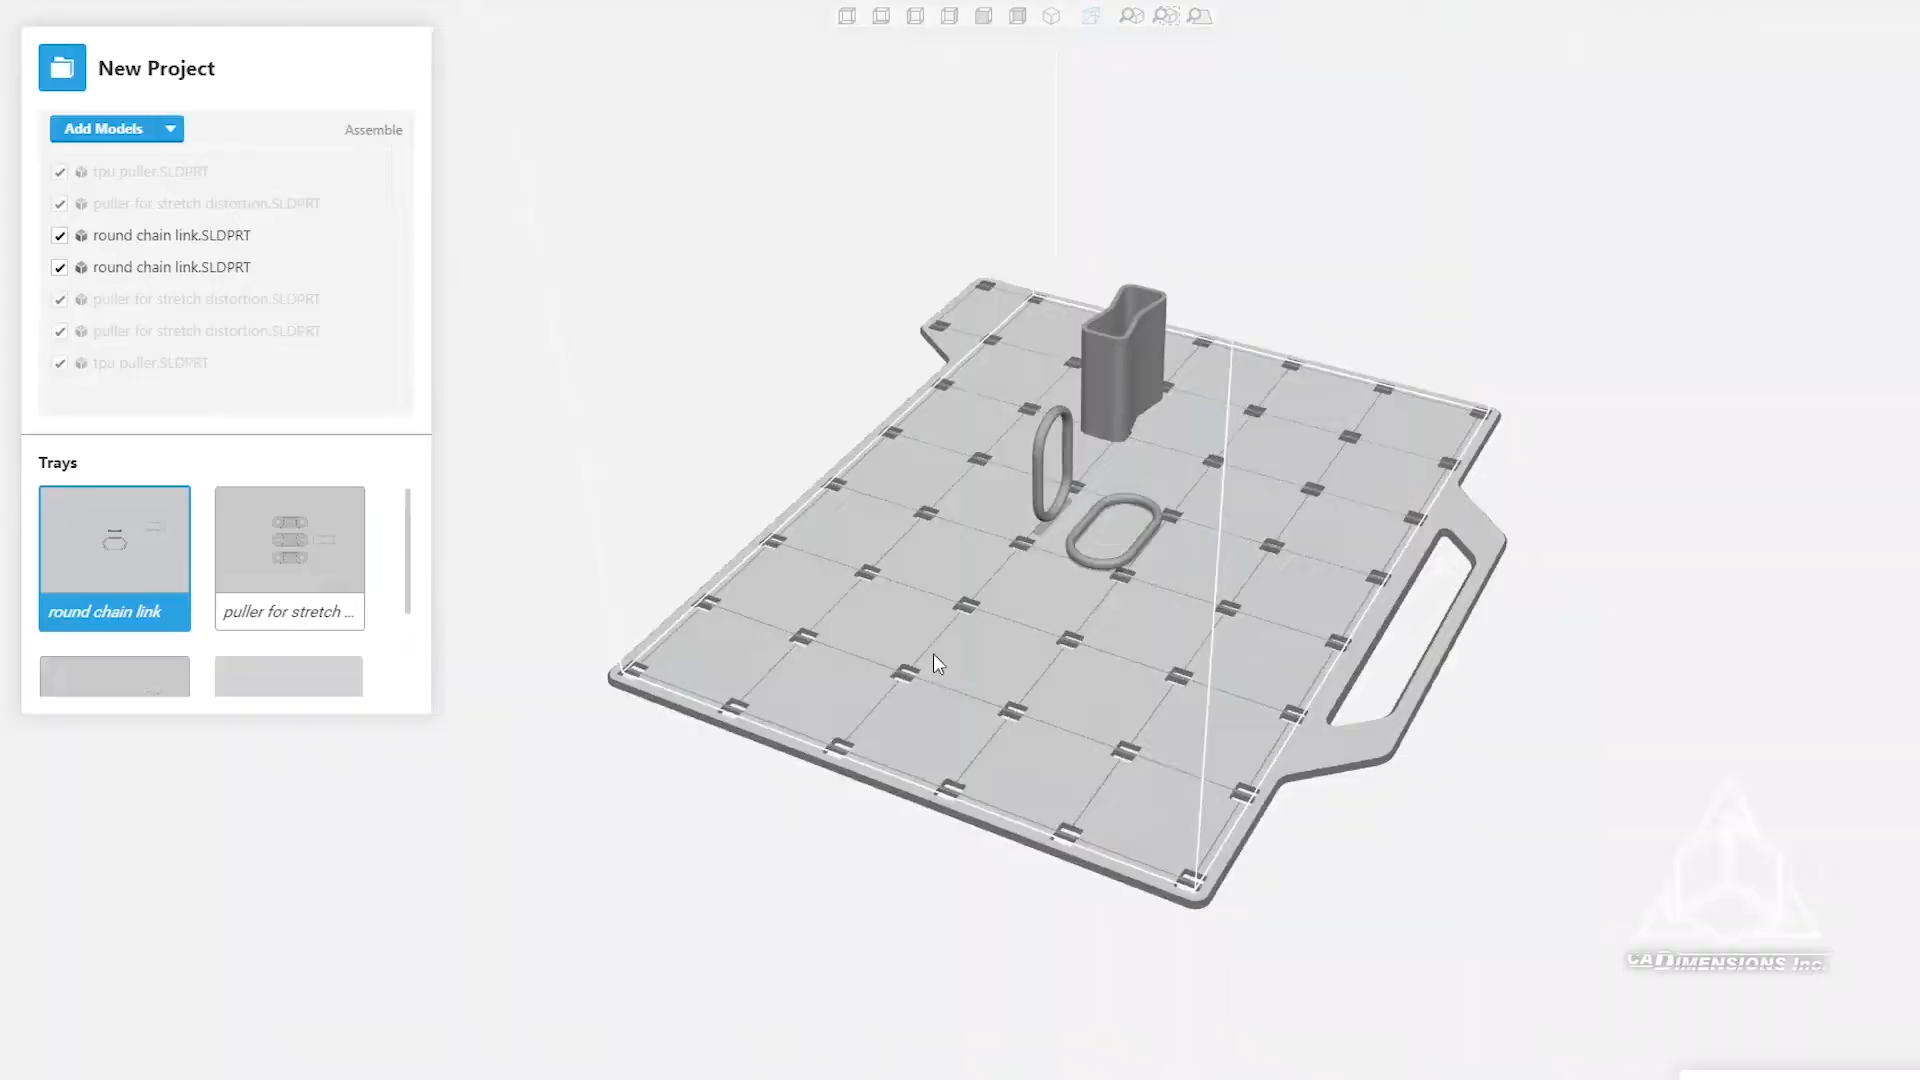 New Project
Add Models
Assemble
tpu puller.SLDPRT
puller for stretch distortion.SLDPRT
round chain link.SLDPRT
round chain link.SLDPRT
puller for stretch distortion.SLDPRT
puller for stretch distortion.SLDPRT
tpu puller.SLDPRT
Trays
round chain link
puller for stretch ...
CADIMENSIONS Inc.